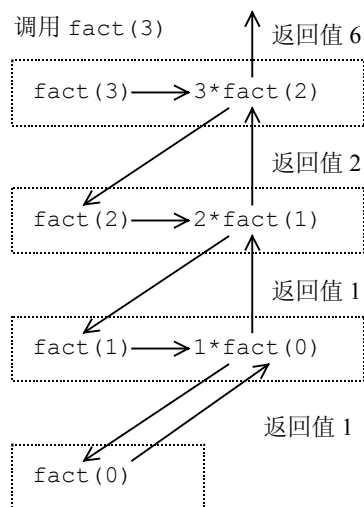 调用 fact(3)
返回值 6
fact(3) 3*fact(2)
返回值 2
fact(2) 2*fact(1)
返回值 1
fact(1) 1*fact(0)
返回值 1
fact(0)